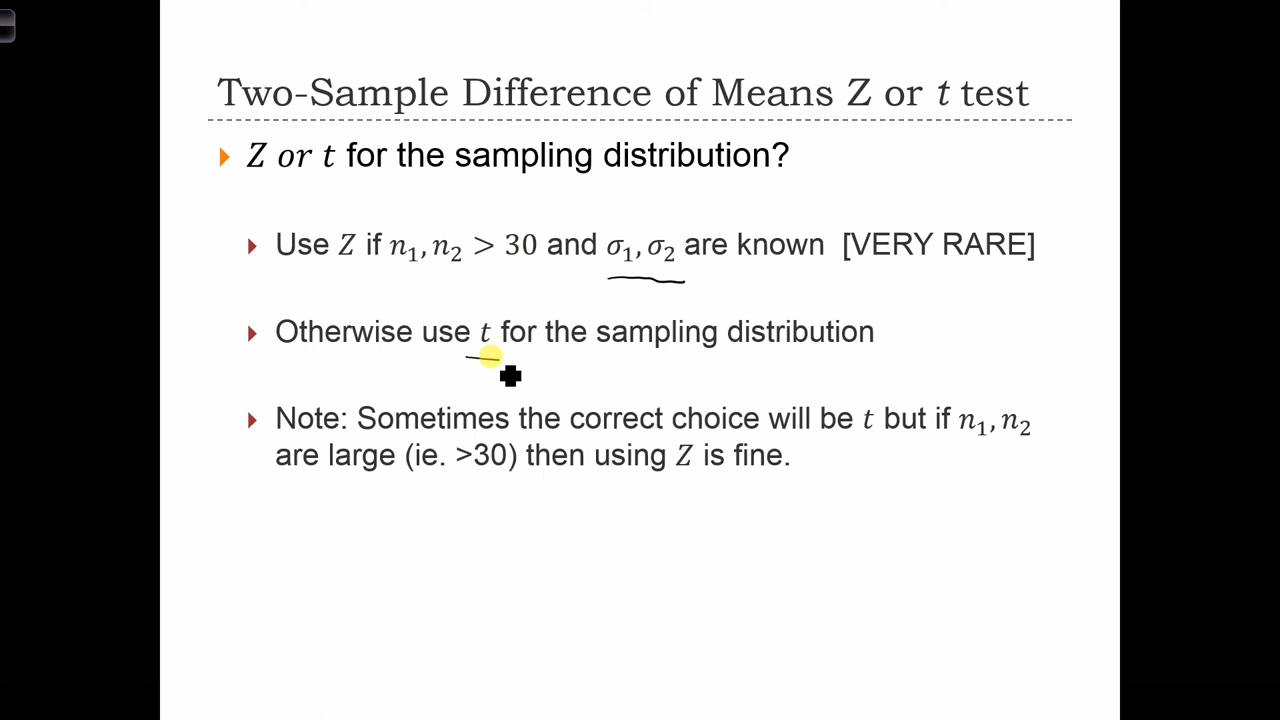 Two-Sample Difference of Means Z or t test
Z or t for the sampling distribution?
Use Z if n₁, n₂ > 30 and σ₁, σ₂ are known [VERY RARE]
Otherwise use t for the sampling distribution
Note: Sometimes the correct choice will be t but if n₁, n₂
are large (ie. >30) then using Z is fine.